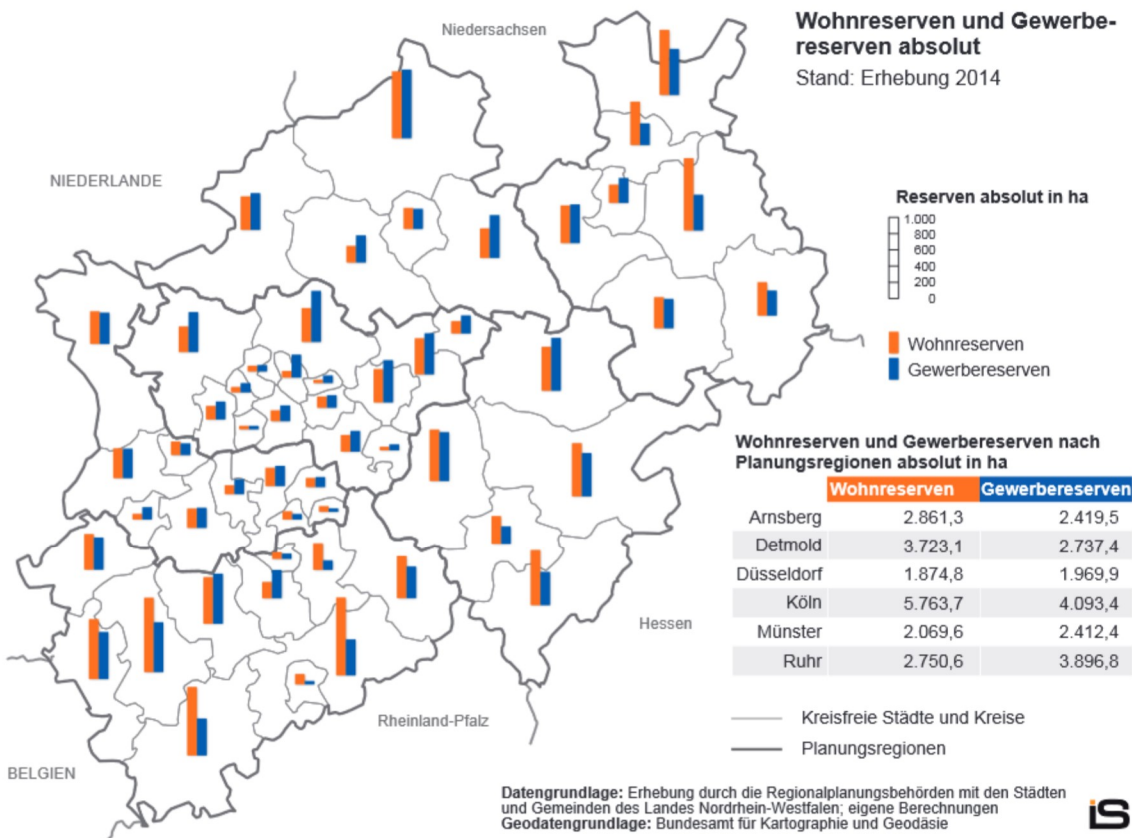 Wohnreserven und Gewerbe-
reserven absolut
Stand: Erhebung 2014
Niedersachsen
NIEDERLANDE
Reserven absolut in ha
1.000
800
600
400
200
0
Wohnreserven
Gewerbereserven
Wohnreserven und Gewerbereserven nach
Planungsregionen absolut in ha
Wohnreserven Gewerbereserven
Arnsberg 2.861,3 2.419,5
Detmold 3.723,1 2.737,4
Düsseldorf 1.874,8 1.969,9
Köln 5.763,7 4.093,4
Münster 2.069,6 2.412,4
Ruhr 2.750,6 3.896,8
Hessen
Rheinland-Pfalz
BELGIEN
Kreisfreie Städte und Kreise
Planungsregionen
Datengrundlage: Erhebung durch die Regionalplanungsbehörden mit den Städten
und Gemeinden des Landes Nordrhein-Westfalen; eigene Berechnungen
Geodatengrundlage: Bundesamt für Kartographie und Geodäsie
iS